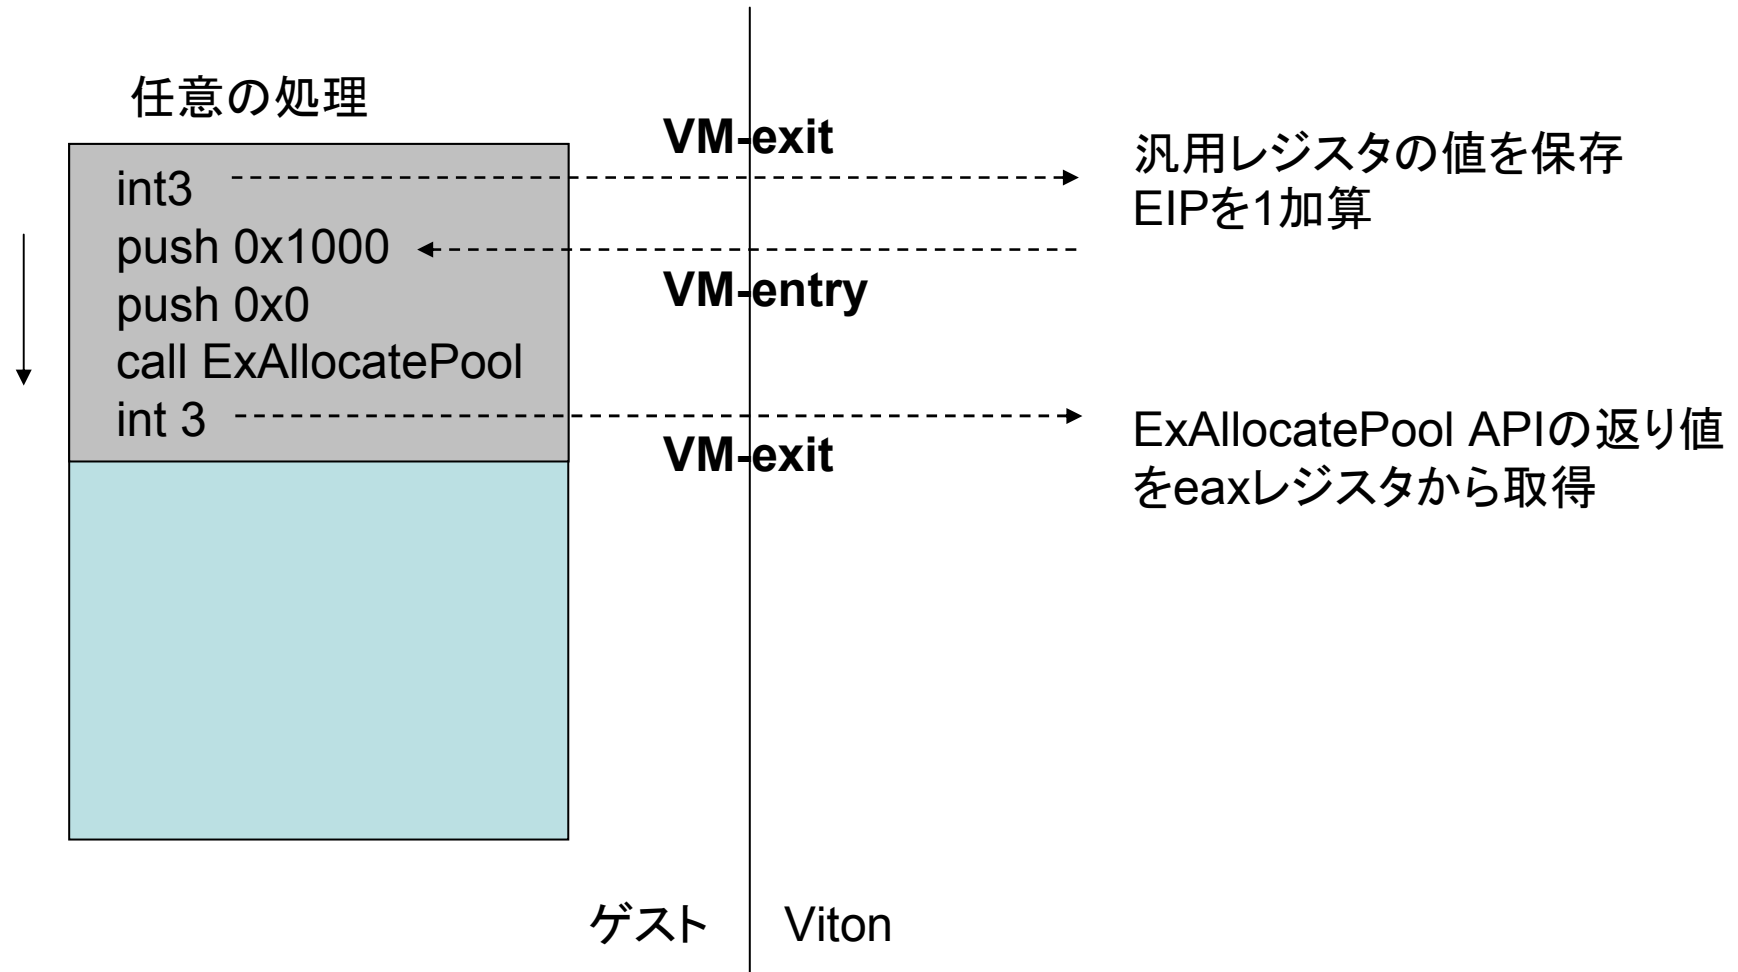 任意の処理
int3
push 0x1000
push 0x0
call ExAllocatePool
int 3
VM-exit
VM-entry
VM-exit
汎用レジスタの値を保存
EIPを1加算
ExAllocatePool APIの返り値
をeaxレジスタから取得
ゲスト
Viton